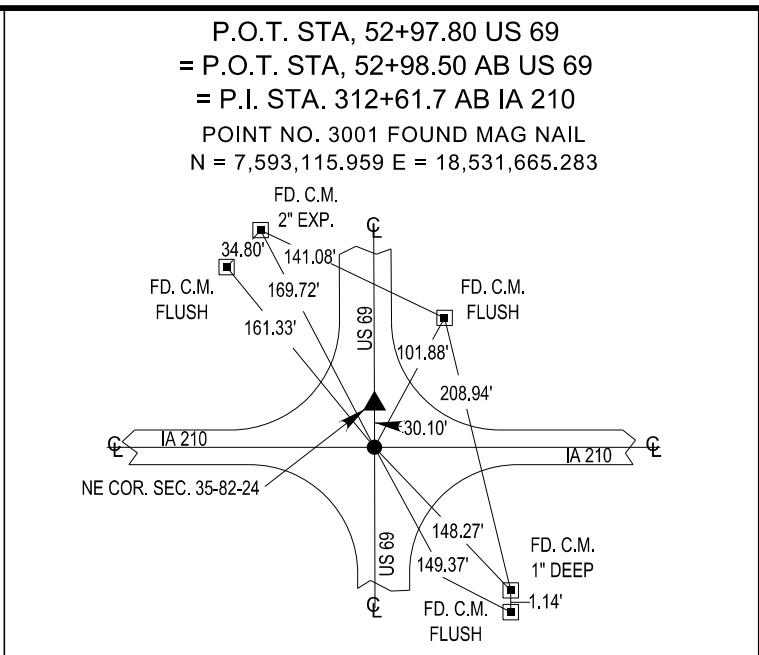 P.O.T. STA, 52+97.80 US 69
= P.O.T. STA, 52+98.50 AB US 69
= P.I. STA. 312+61.7 AB IA 210
POINT NO. 3001 FOUND MAG NAIL
N = 7,593,115.959 E = 18,531,665.283
FD. C.M.
2" EXP.
℄
34.80'
141.08'
FD. C.M.
FLUSH
169.72'
FD. C.M.
FLUSH
161.33'
US 69
101.88'
208.94'
30.10'
℄
IA 210
IA 210
℄
NE COR. SEC. 35-82-24
148.27'
149.37'
US 69
FD. C.M.
1" DEEP
1.14'
℄
FD. C.M.
FLUSH